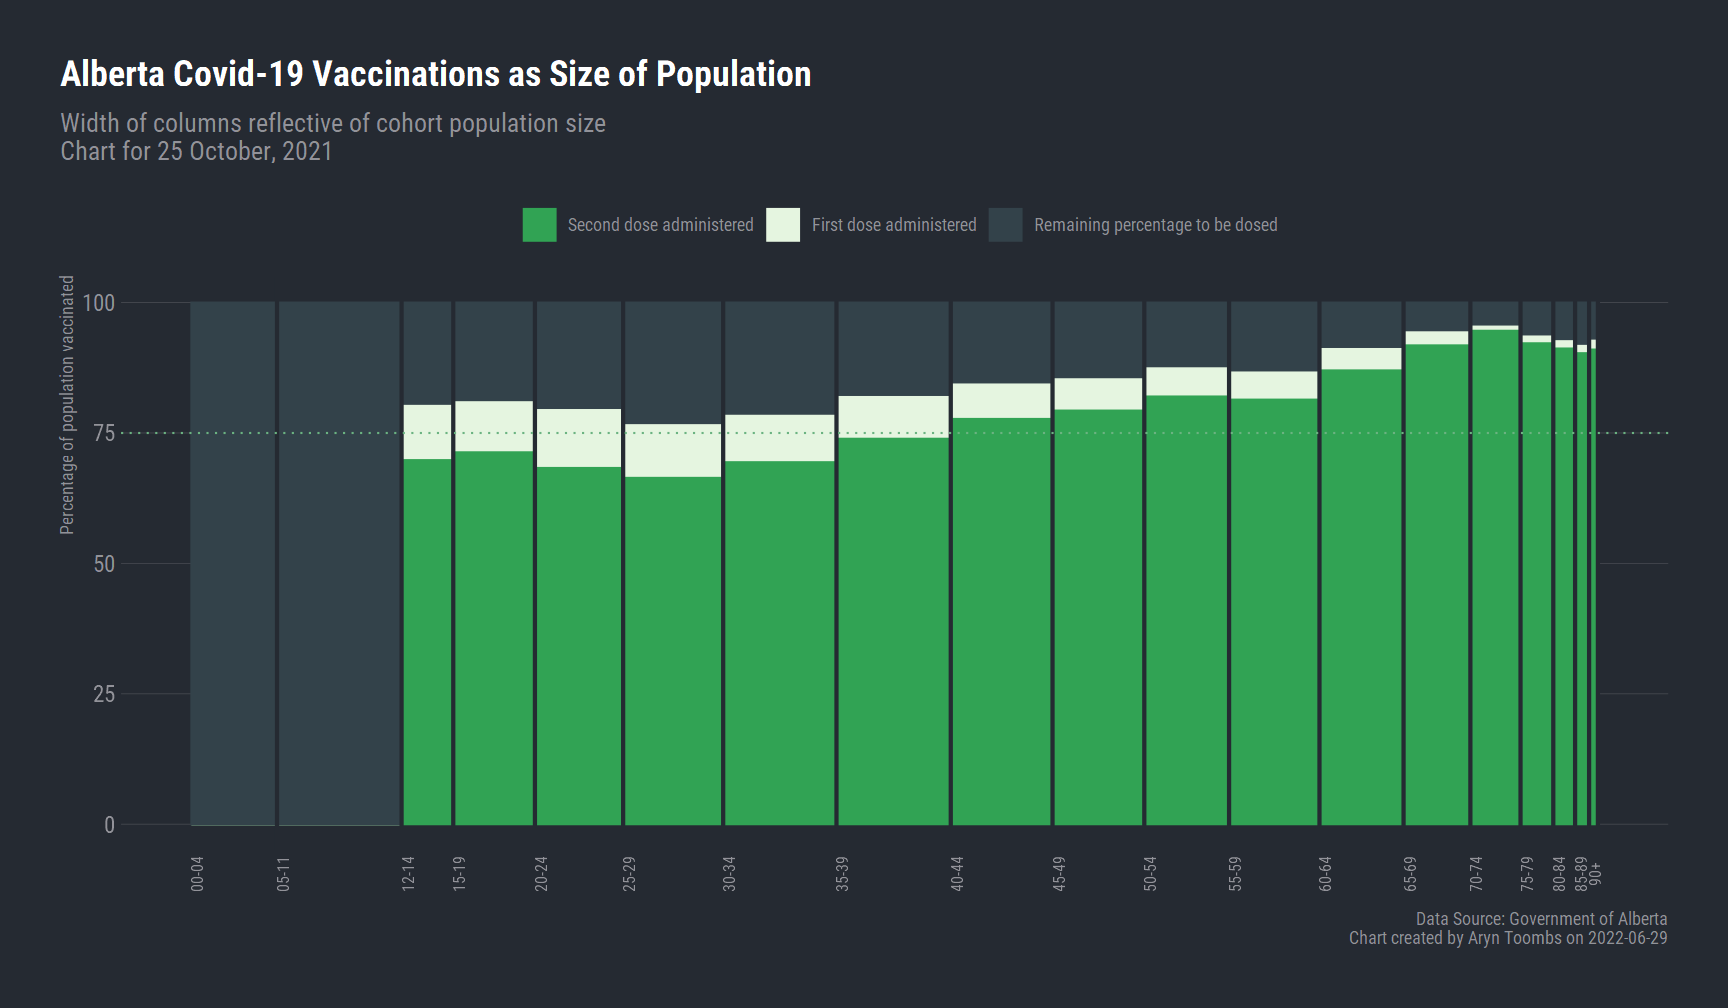 Alberta Covid-19 Vaccinations as Size of Population
Width of columns reflective of cohort population size
Chart for 25 October, 2021
Second dose administered
First dose administered
Remaining percentage to be dosed
Percentage of population vaccinated
100
75
50
25
0
00-04
05-11
12-14
15-19
20-24
25-29
30-34
35-39
40-44
45-49
50-54
55-59
60-64
65-69
70-74
75-79
80-84
85-89
90+
Data Source: Government of Alberta
Chart created by Aryn Toombs on 2022-06-29